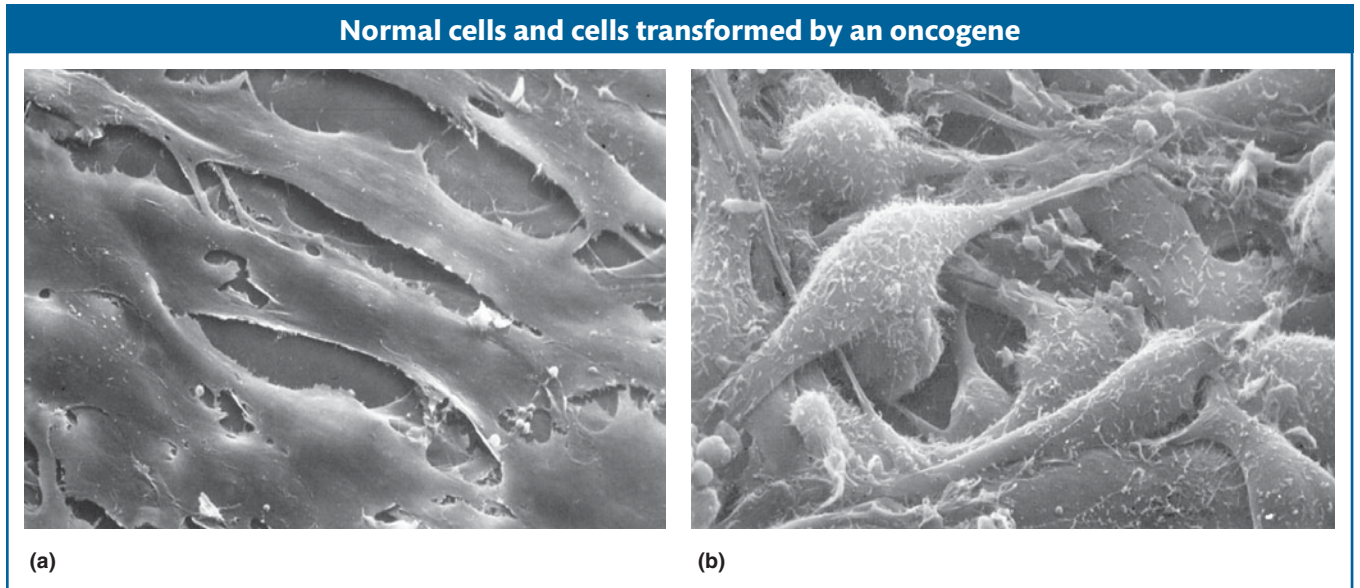 Normal cells and cells transformed by an oncogene
(a)
(b)